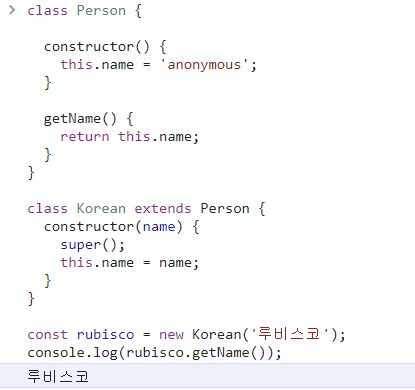 class Person {
constructor() {
this.name = 'anonymous';
}
getName() {
return this.name;
}
}
class Korean extends Person {
constructor(name) {
super();
this.name = name;
}
}
const rubisco = new Korean('루비스코');
console.log(rubisco.getName());
루비스코